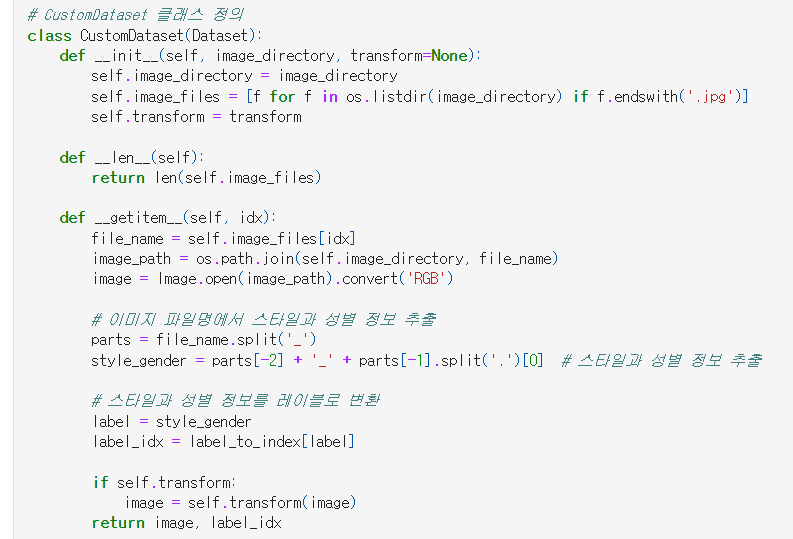 # CustomDataset 클래스 정의
class CustomDataset(Dataset):
    def __init__(self, image_directory, transform=None):
        self.image_directory = image_directory
        self.image_files = [f for f in os.listdir(image_directory) if f.endswith('.jpg')]
        self.transform = transform

    def __len__(self):
        return len(self.image_files)

    def __getitem__(self, idx):
        file_name = self.image_files[idx]
        image_path = os.path.join(self.image_directory, file_name)
        image = Image.open(image_path).convert('RGB')

        # 이미지 파일명에서 스타일과 성별 정보 추출
        parts = file_name.split('_')
        style_gender = parts[-2] + '_' + parts[-1].split('.')[0]  # 스타일과 성별 정보 추출

        # 스타일과 성별 정보를 레이블로 변환
        label = style_gender
        label_idx = label_to_index[label]

        if self.transform:
            image = self.transform(image)
        return image, label_idx